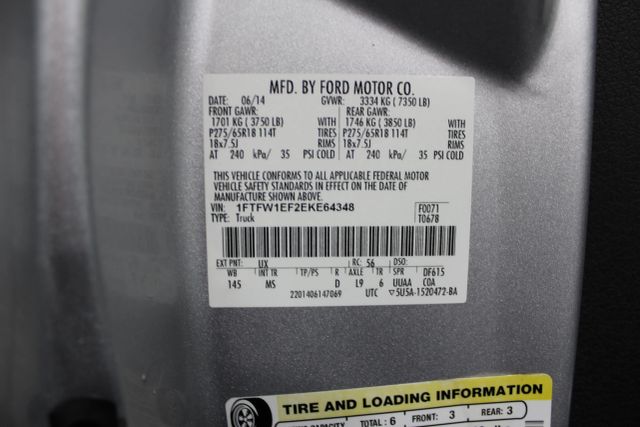 MFD. BY FORD MOTOR CO.
DATE: 06/14 GVWR: 3334 KG ( 7350 LB)
FRONT GAWR: REAR GAWR:
1701 KG ( 3750 LB) WITH 1746 KG ( 3850 LB) WITH
P275/65R18 114T TIRES P275/65R18 114T TIRES
18x7.5J RIMS 18x7.5J RIMS
AT 240 kPa/ 35 PSI COLD AT 240 kPa/ 35 PSI COLD
THIS VEHICLE CONFORMS TO ALL APPLICABLE FEDERAL MOTOR
VEHICLE SAFETY STANDARDS IN EFFECT ON THE DATE OF
MANUFACTURE SHOWN ABOVE.
VIN: 1FTFW1EF2EKE64348 F0071
TYPE: Truck T0678
EXT PNT: UX RC: 56 DSO:
WB INT TR TP/PS R AXLE TR SPR DF615
145 MS D L9 6 UUAA COA
2201406147069 UTC ▽5U5A-1520472-BA
TIRE AND LOADING INFORMATION
TOTAL : 6 FRONT: 3 REAR: 3